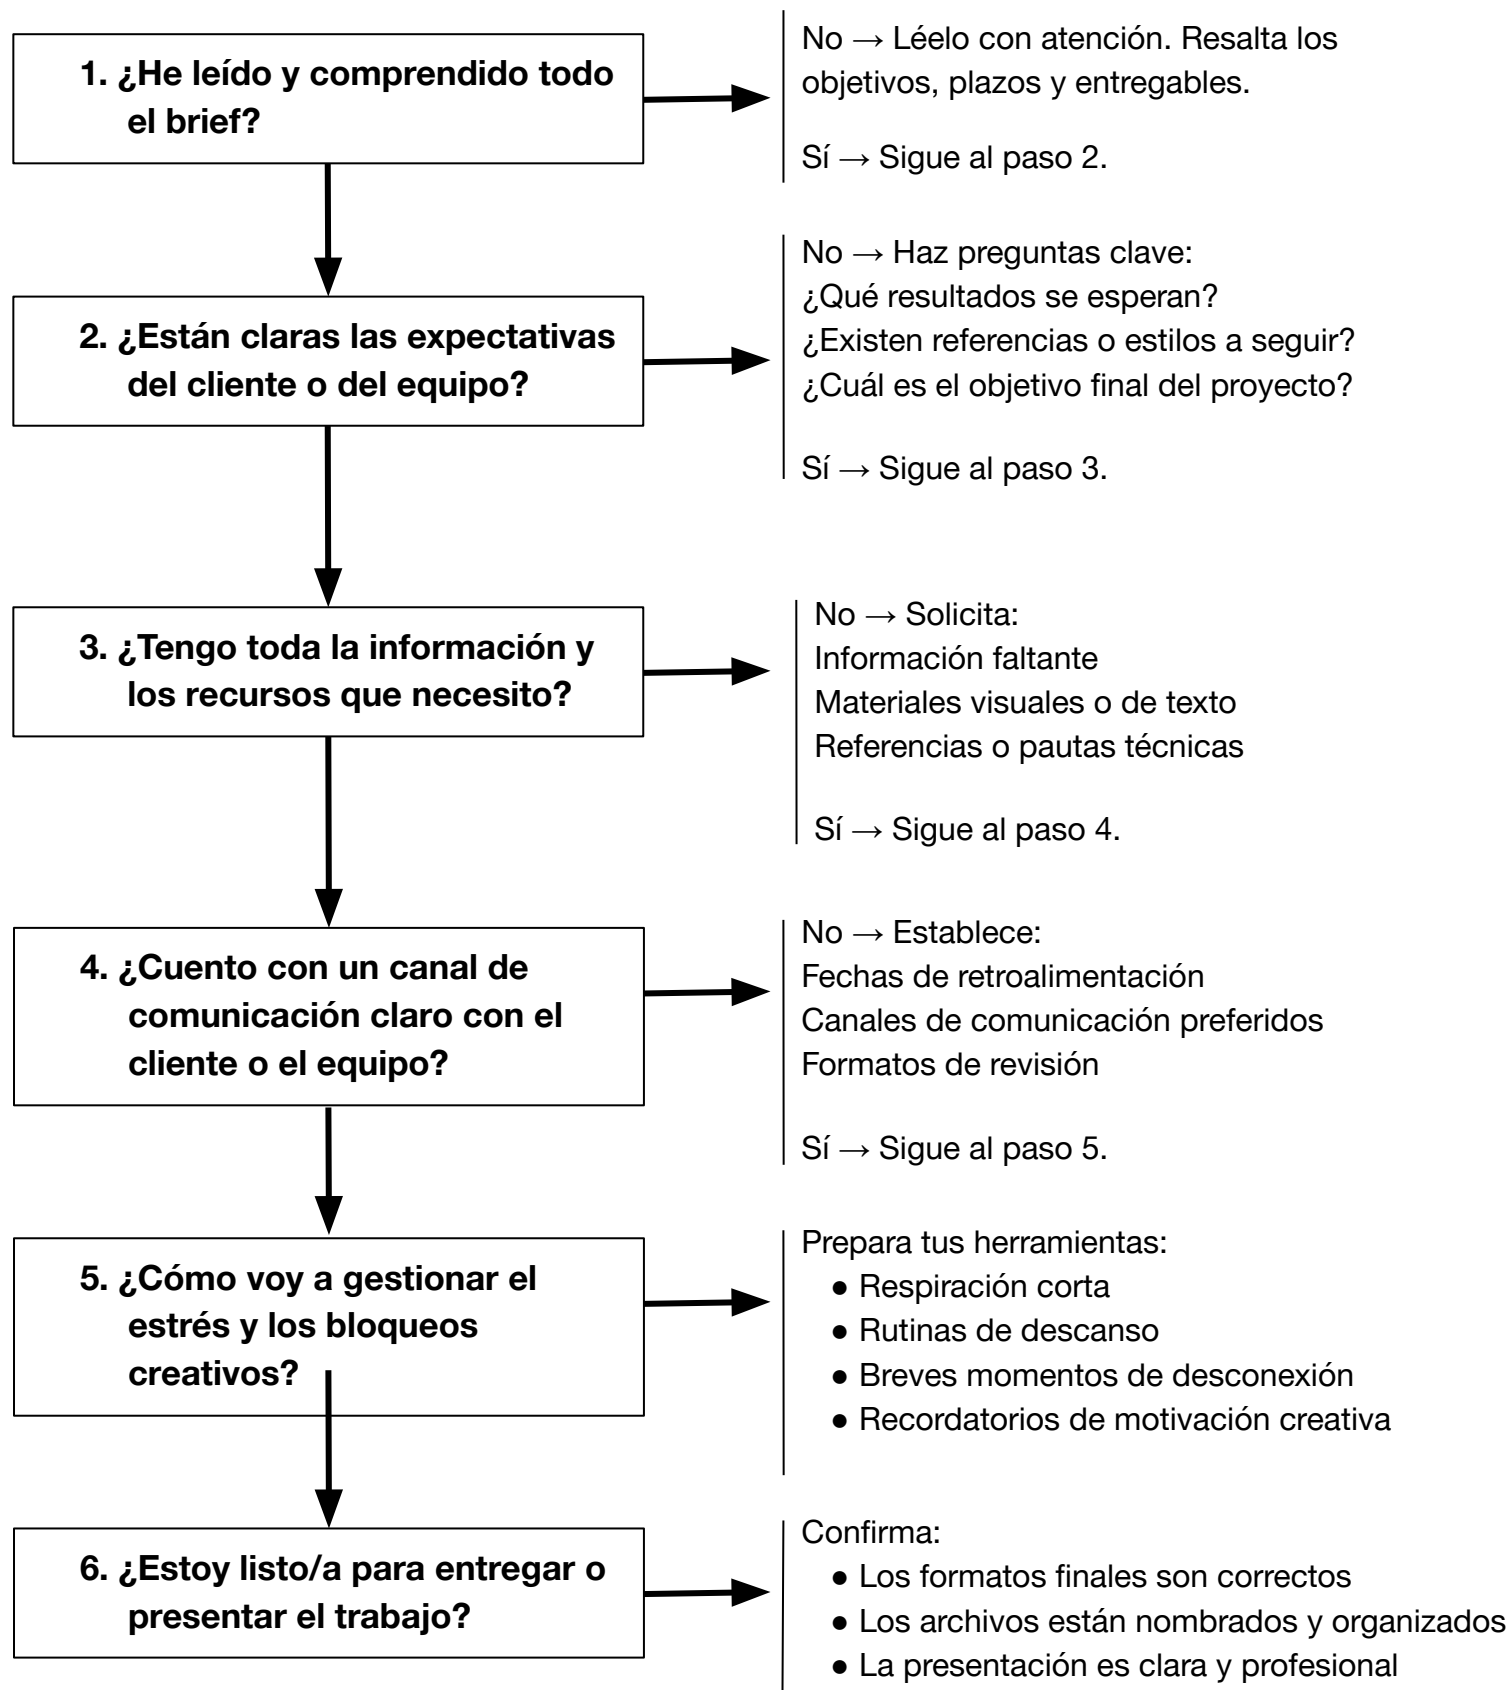 1. ¿He leído y comprendido todo
el brief?
No → Léelo con atención. Resalta los
objetivos, plazos y entregables.
Sí → Sigue al paso 2.
2. ¿Están claras las expectativas
del cliente o del equipo?
No → Haz preguntas clave:
¿Qué resultados se esperan?
¿Existen referencias o estilos a seguir?
¿Cuál es el objetivo final del proyecto?
Sí → Sigue al paso 3.
3. ¿Tengo toda la información y
los recursos que necesito?
No → Solicita:
Información faltante
Materiales visuales o de texto
Referencias o pautas técnicas
Sí → Sigue al paso 4.
4. ¿Cuento con un canal de
comunicación claro con el
cliente o el equipo?
No → Establece:
Fechas de retroalimentación
Canales de comunicación preferidos
Formatos de revisión
Sí → Sigue al paso 5.
5. ¿Cómo voy a gestionar el
estrés y los bloqueos
creativos?
Prepara tus herramientas:
● Respiración corta
● Rutinas de descanso
● Breves momentos de desconexión
● Recordatorios de motivación creativa
6. ¿Estoy listo/a para entregar o
presentar el trabajo?
Confirma:
● Los formatos finales son correctos
● Los archivos están nombrados y organizados
● La presentación es clara y profesional